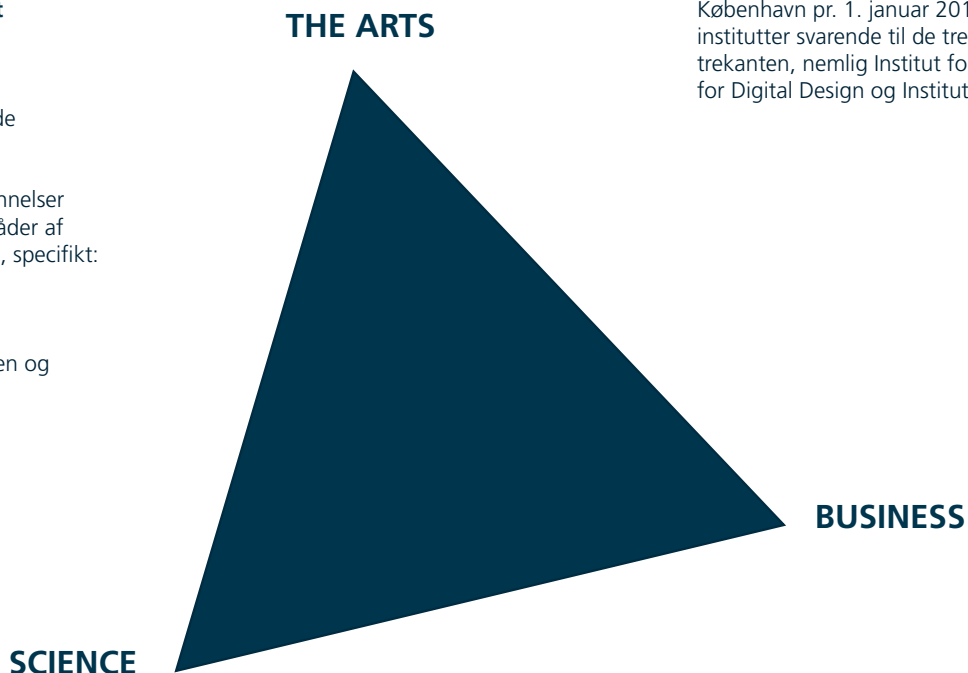 THE ARTS
de
nnelser
åder af
, specifikt:
en og
København pr. 1. januar 201
institutter svarende til de tre
trekanten, nemlig Institut fo
for Digital Design og Institut
BUSINESS
SCIENCE